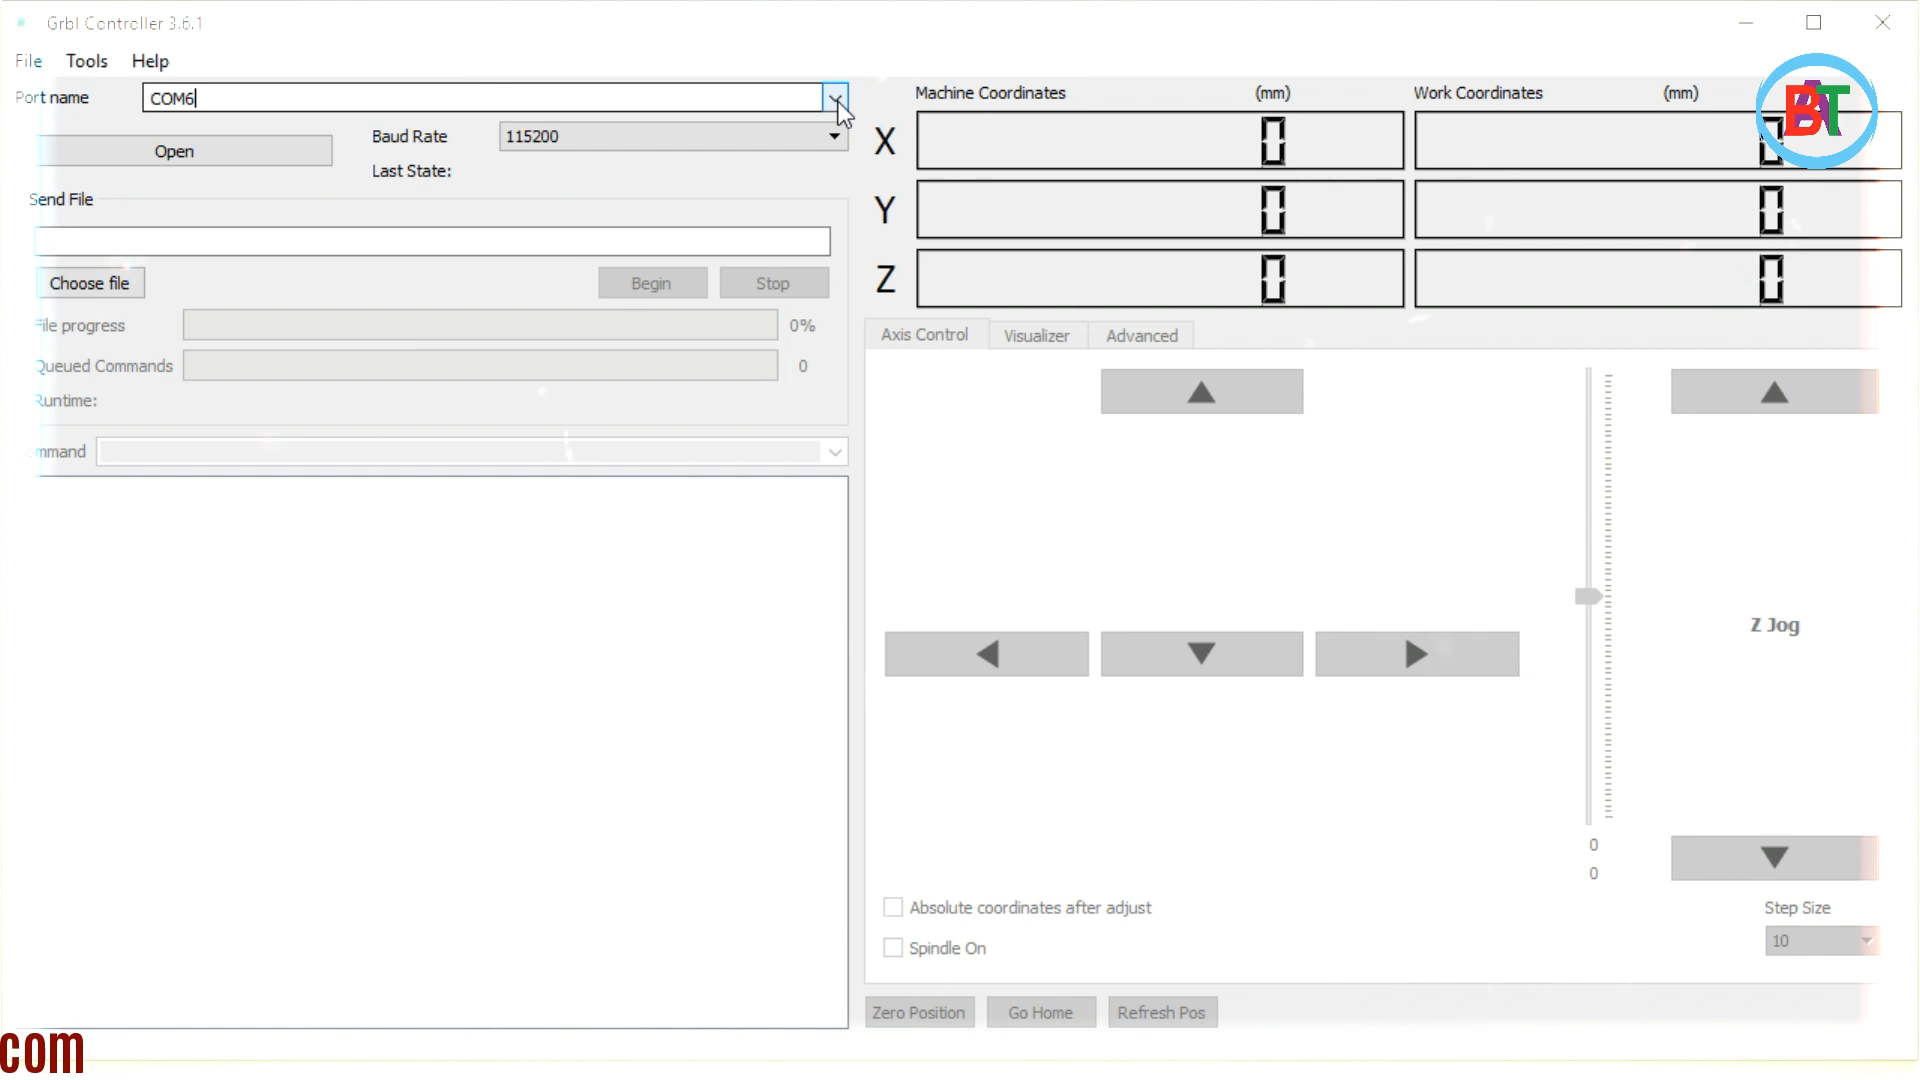 Grbl Controller 3.6.1
File Tools Help
Port name COM6
Open
Baud Rate 115200
Last State:
Send File
Choose file Begin Stop
File progress 0%
Queued Commands 0
Runtime:
mmand
Machine Coordinates (mm) Work Coordinates (mm)
X 0 0
Y 0 0
Z 0 0
BAT
Axis Control Visualizer Advanced
Z Jog
0
0
Absolute coordinates after adjust
Spindle On
Step Size
10
Zero Position Go Home Refresh Pos
com